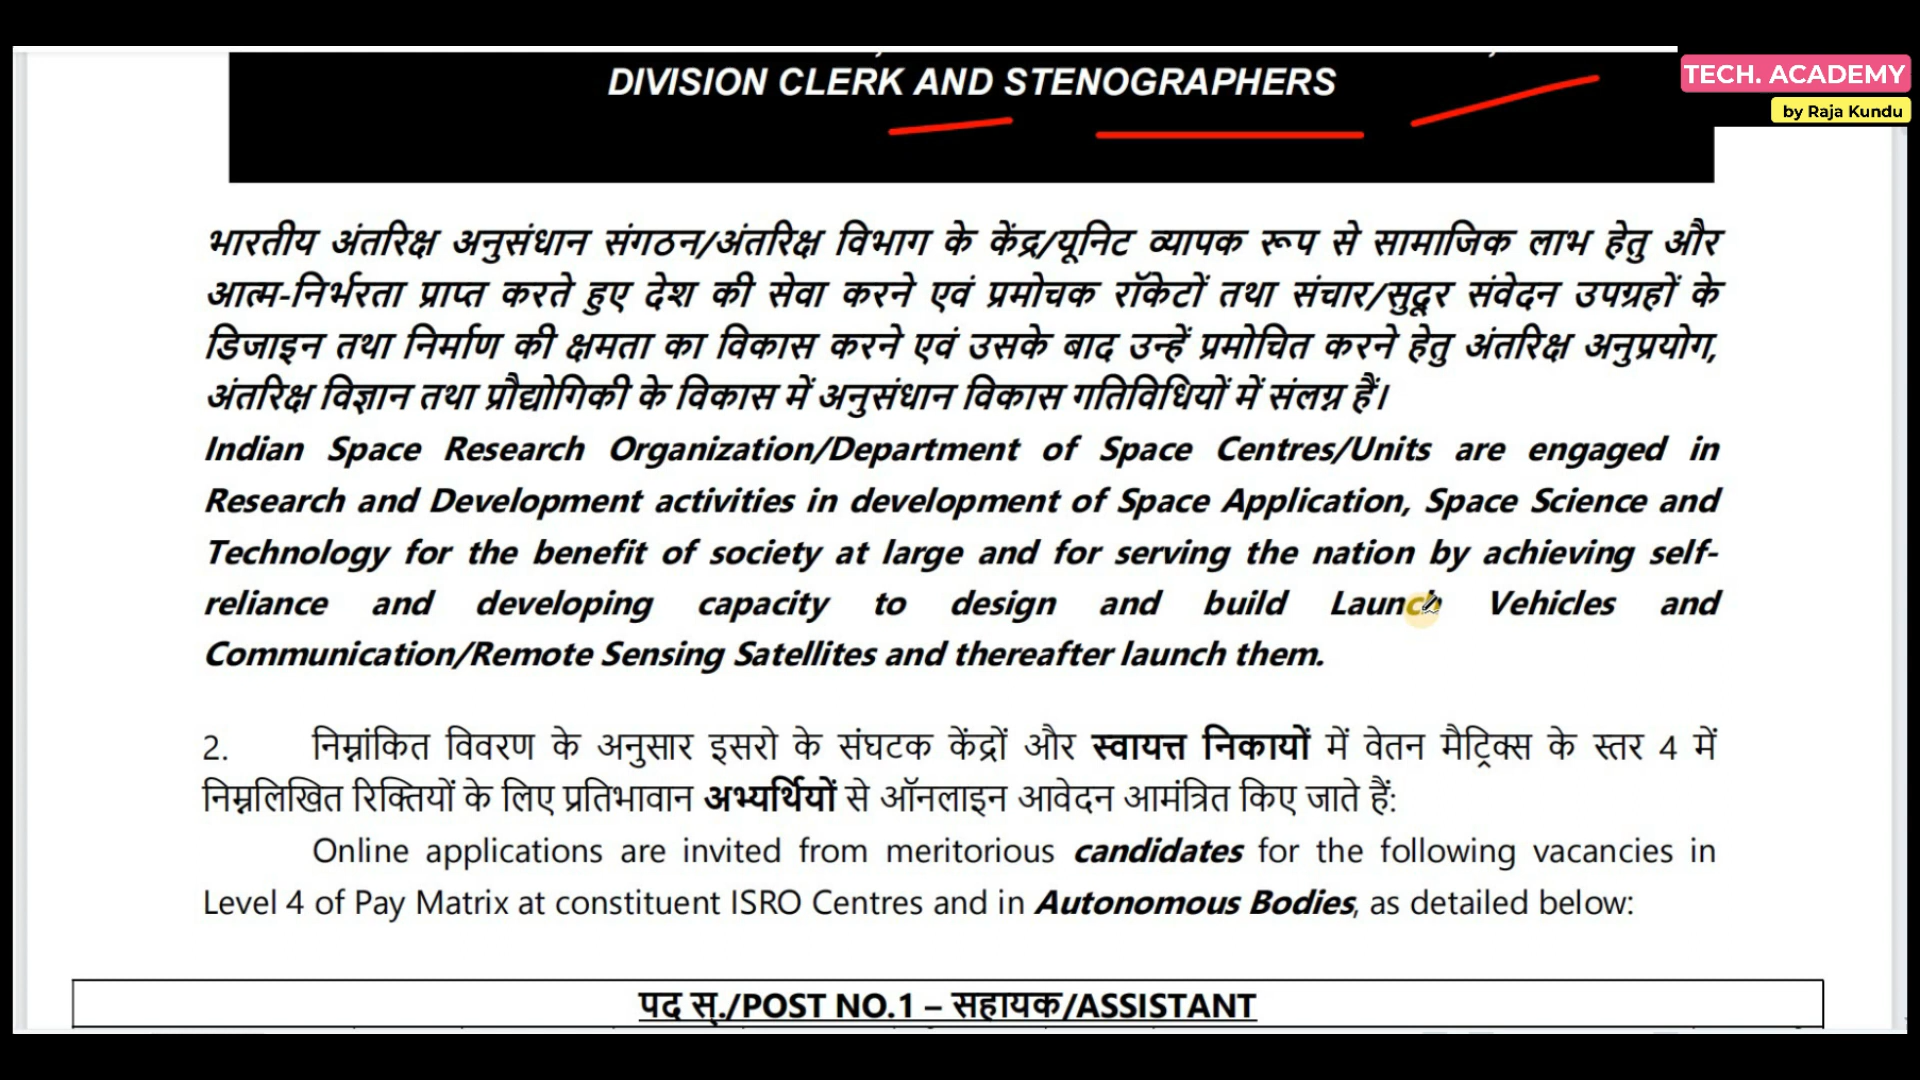 DIVISION CLERK AND STENOGRAPHERS
TECH. ACADEMY
by Raja Kundu
भारतीय अंतरिक्ष अनुसंधान संगठन/अंतरिक्ष विभाग के केंद्र/यूनिट व्यापक रूप से सामाजिक लाभ हेतु और
आत्म-निर्भरता प्राप्त करते हुए देश की सेवा करने एवं प्रमोचक रॉकेटों तथा संचार/सुदूर संवेदन उपग्रहों के
डिजाइन तथा निर्माण की क्षमता का विकास करने एवं उसके बाद उन्हें प्रमोचित करने हेतु अंतरिक्ष अनुप्रयोग,
अंतरिक्ष विज्ञान तथा प्रौद्योगिकी के विकास में अनुसंधान विकास गतिविधियों में संलग्न हैं।
Indian Space Research Organization/Department of Space Centres/Units are engaged in
Research and Development activities in development of Space Application, Space Science and
Technology for the benefit of society at large and for serving the nation by achieving self-
reliance and developing capacity to design and build Launch Vehicles and
Communication/Remote Sensing Satellites and thereafter launch them.
2. निम्नांकित विवरण के अनुसार इसरो के संघटक केंद्रों और स्वायत्त निकायों में वेतन मैट्रिक्स के स्तर 4 में
निम्नलिखित रिक्तियों के लिए प्रतिभावान अभ्यर्थियों से ऑनलाइन आवेदन आमंत्रित किए जाते हैं:
Online applications are invited from meritorious candidates for the following vacancies in
Level 4 of Pay Matrix at constituent ISRO Centres and in Autonomous Bodies, as detailed below:
पद स्./POST NO.1 – सहायक/ASSISTANT